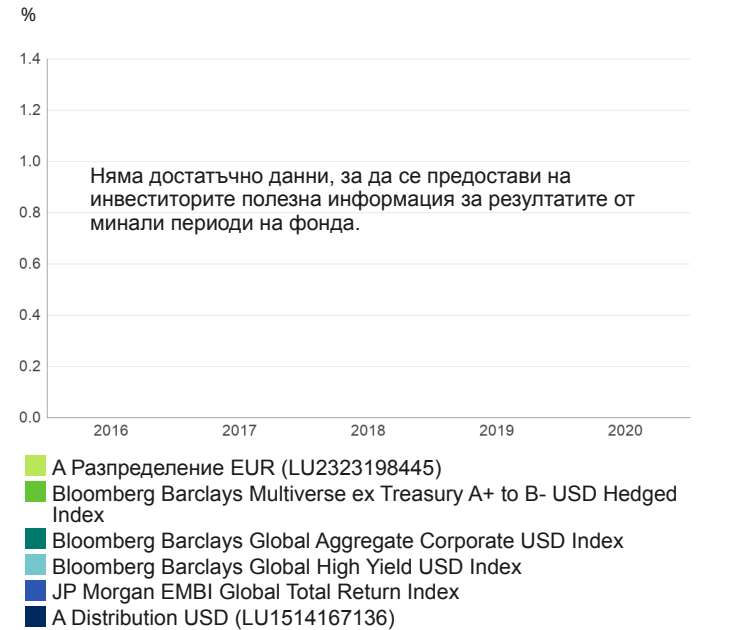 %
1.4
1.2
1.0
Няма достатъчно данни, за да се предостави на
инвеститорите полезна информация за резултатите от
0.8
минали периоди на фонда.
0.6
0.4
0.2
0.0
2016 2017 2018 2019 2020
A Разпределение EUR (LU2323198445)
Bloomberg Barclays Multiverse ex Treasury A+ to B- USD Hedged
Index
Bloomberg Barclays Global Aggregate Corporate USD Index
Bloomberg Barclays Global High Yield USD Index
JP Morgan EMBI Global Total Return Index
A Distribution USD (LU1514167136)